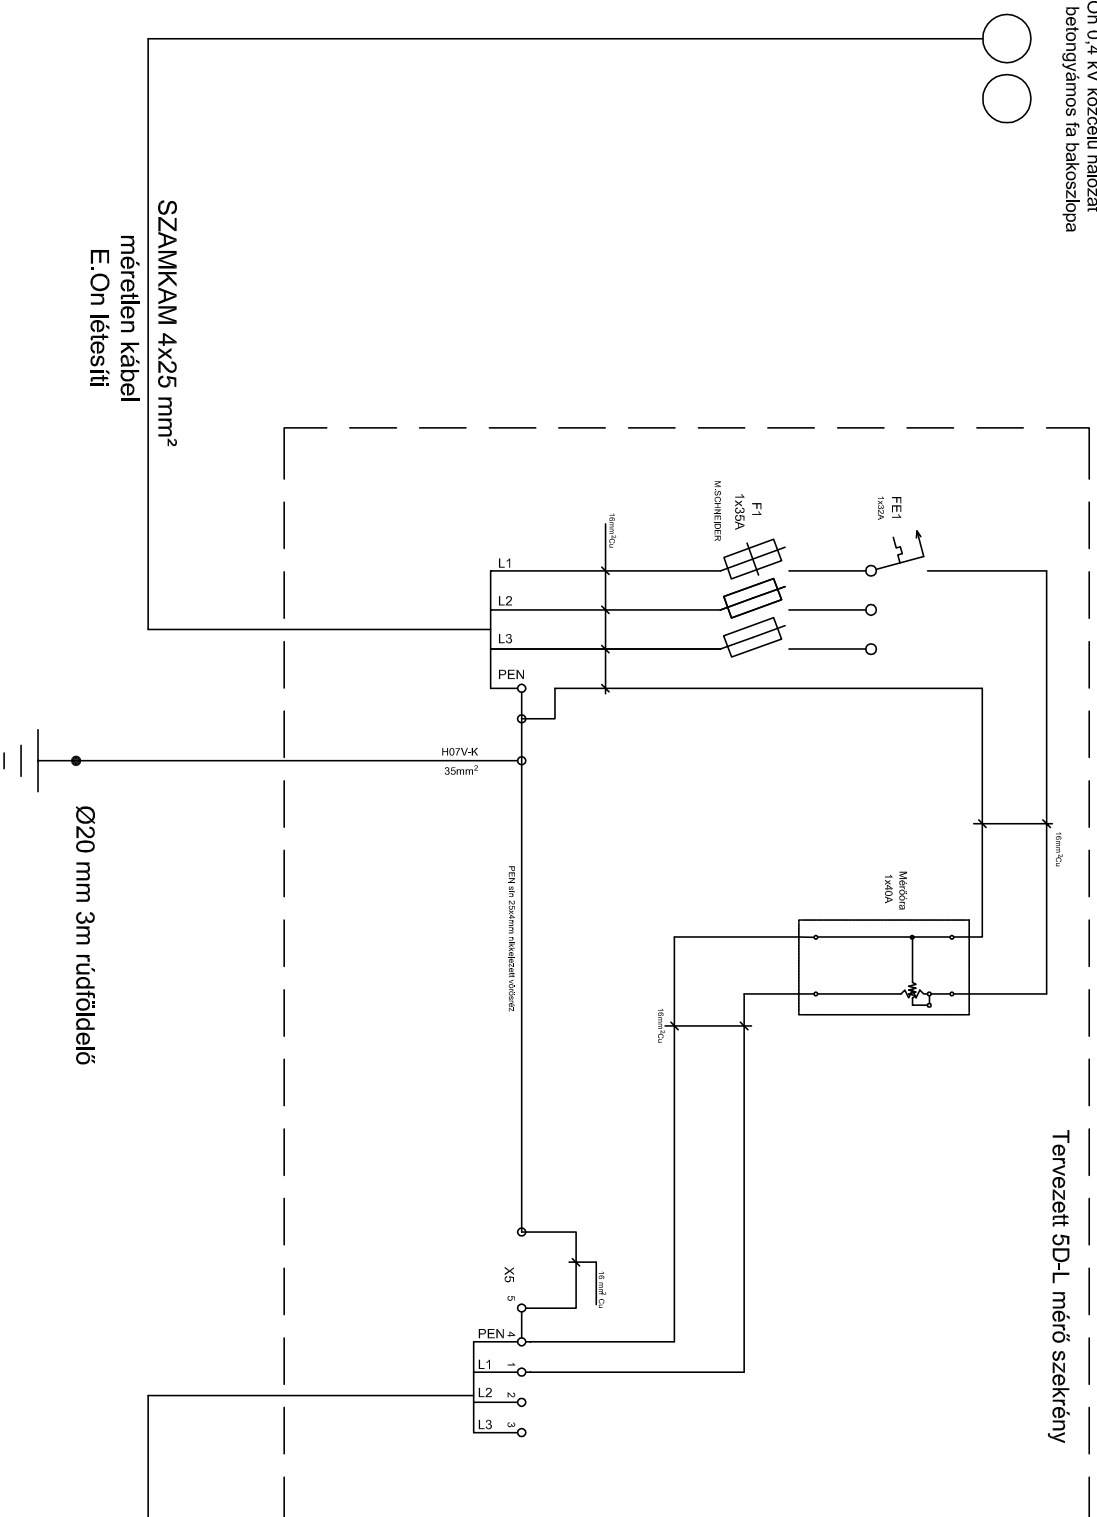 0,4 kV közcélú hálózat
betongyámos fa bakoszlopa
SZAMKAM 4x25 mm²
méretlen kábel
E.On létesíti
Tervezett 5D-L mérő szekrény
FE1
1x32A
F1
1x35A
M.SCHNEIDER
16mm²Cu
L1
L2
L3
PEN
H07V-K
35mm²
Ø20 mm 3m rúdföldelő
PEN sín 25x4mm nikkelezett vörösréz
16mm²Cu
Mérőóra
1x40A
16mm²Cu
16 mm² Cu
X5
5
PEN 4
L1 1
L2 2
L3 3